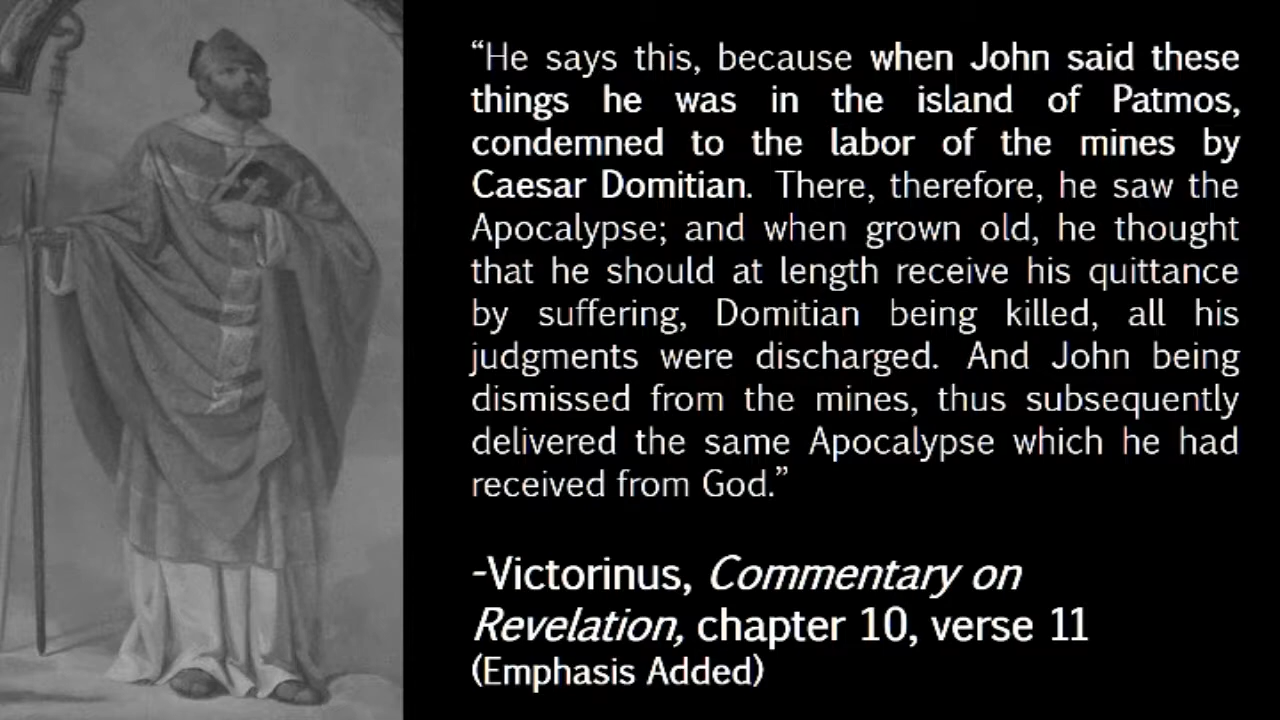 “He says this, because when John said these
things he was in the island of Patmos,
condemned to the labor of the mines by
Caesar Domitian. There, therefore, he saw the
Apocalypse; and when grown old, he thought
that he should at length receive his quittance
by suffering, Domitian being killed, all his
judgments were discharged. And John being
dismissed from the mines, thus subsequently
delivered the same Apocalypse which he had
received from God.”
-Victorinus, Commentary on
Revelation, chapter 10, verse 11
(Emphasis Added)